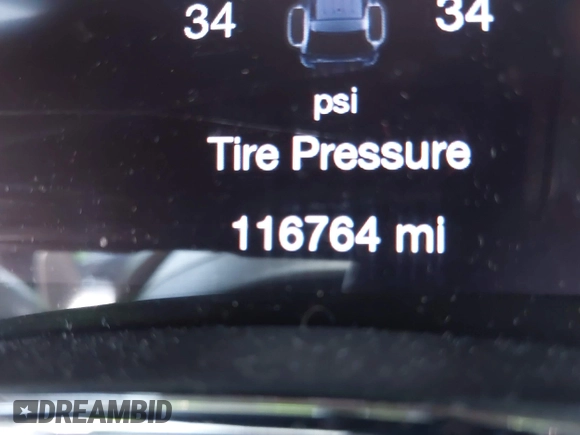 34 34
psi
Tire Pressure
116764 mi
DREAMBID